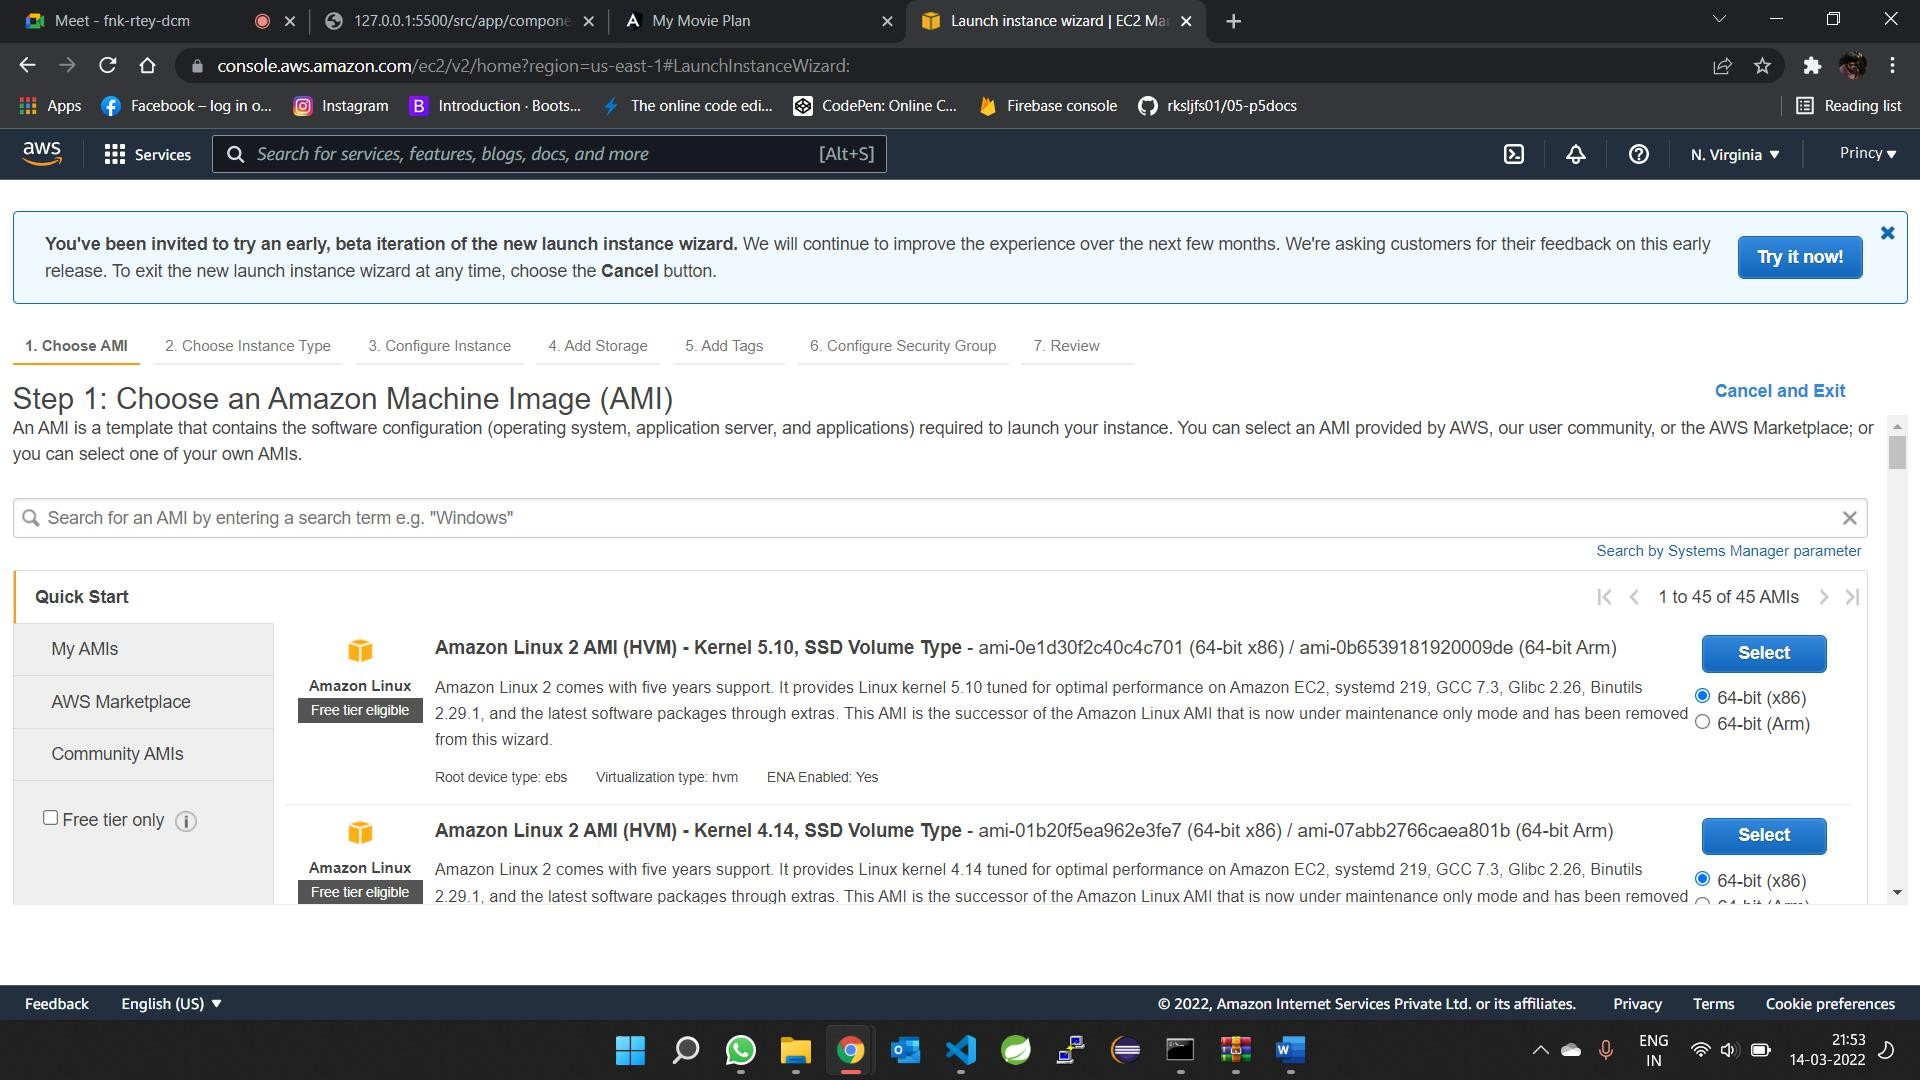 Meet - fnk-rtey-dcm
127.0.0.1:5500/src/app/compone
My Movie Plan
Launch instance wizard | EC2 Ma
console.aws.amazon.com/ec2/v2/home?region=us-east-1#LaunchInstanceWizard:
Apps Facebook – log in o... Instagram Introduction · Boots... The online code edi... CodePen: Online C... Firebase console rksljfs01/05-p5docs Reading list
aws Services Search for services, features, blogs, docs, and more [Alt+S] N. Virginia ▼ Princy ▼
You've been invited to try an early, beta iteration of the new launch instance wizard. We will continue to improve the experience over the next few months. We're asking customers for their feedback on this early
release. To exit the new launch instance wizard at any time, choose the Cancel button.
Try it now!
1. Choose AMI 2. Choose Instance Type 3. Configure Instance 4. Add Storage 5. Add Tags 6. Configure Security Group 7. Review
Step 1: Choose an Amazon Machine Image (AMI)
Cancel and Exit
An AMI is a template that contains the software configuration (operating system, application server, and applications) required to launch your instance. You can select an AMI provided by AWS, our user community, or the AWS Marketplace; or
you can select one of your own AMIs.
Search for an AMI by entering a search term e.g. "Windows"
Search by Systems Manager parameter
Quick Start
1 to 45 of 45 AMIs
My AMIs
AWS Marketplace
Community AMIs
Free tier only
Amazon Linux
Free tier eligible
Amazon Linux 2 AMI (HVM) - Kernel 5.10, SSD Volume Type - ami-0e1d30f2c40c4c701 (64-bit x86) / ami-0b6539181920009de (64-bit Arm)
Amazon Linux 2 comes with five years support. It provides Linux kernel 5.10 tuned for optimal performance on Amazon EC2, systemd 219, GCC 7.3, Glibc 2.26, Binutils
2.29.1, and the latest software packages through extras. This AMI is the successor of the Amazon Linux AMI that is now under maintenance only mode and has been removed
from this wizard.
Root device type: ebs Virtualization type: hvm ENA Enabled: Yes
Select
64-bit (x86)
64-bit (Arm)
Amazon Linux
Free tier eligible
Amazon Linux 2 AMI (HVM) - Kernel 4.14, SSD Volume Type - ami-01b20f5ea962e3fe7 (64-bit x86) / ami-07abb2766caea801b (64-bit Arm)
Amazon Linux 2 comes with five years support. It provides Linux kernel 4.14 tuned for optimal performance on Amazon EC2, systemd 219, GCC 7.3, Glibc 2.26, Binutils
2.29.1, and the latest software packages through extras. This AMI is the successor of the Amazon Linux AMI that is now under maintenance only mode and has been removed
Select
64-bit (x86)
64-bit (Arm)
Feedback English (US) ▼ © 2022, Amazon Internet Services Private Ltd. or its affiliates. Privacy Terms Cookie preferences
ENG
IN
21:53
14-03-2022